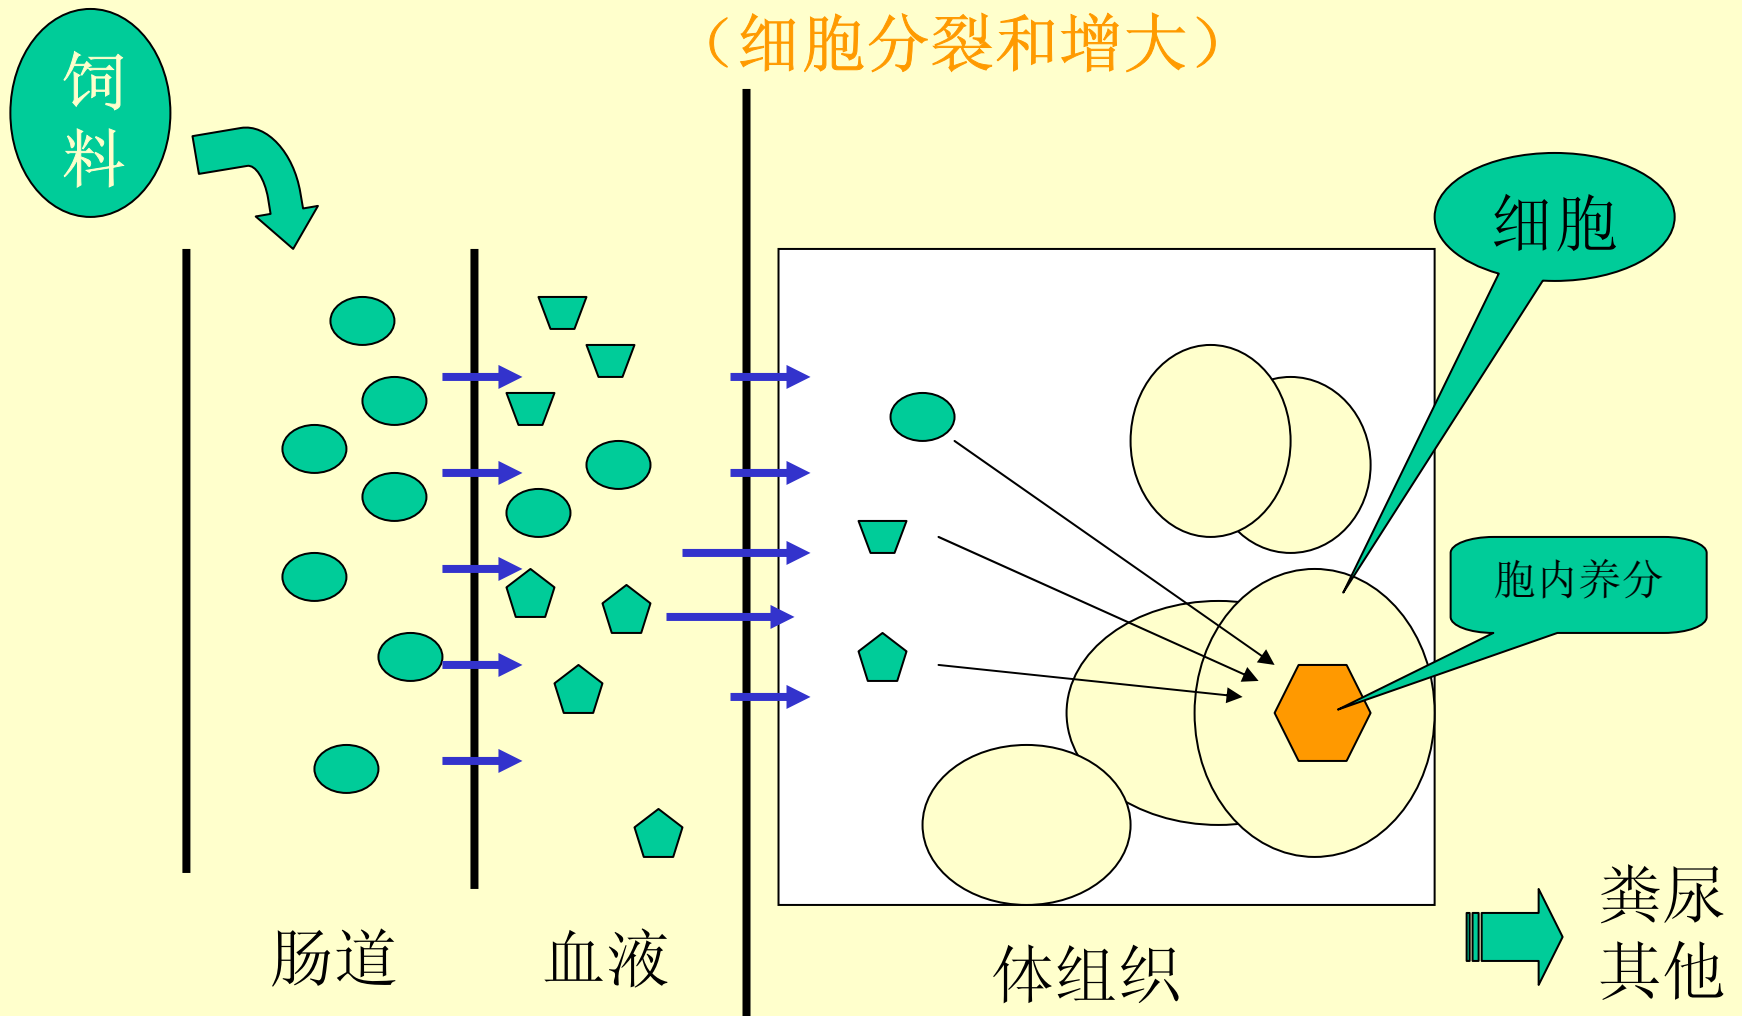 （细胞分裂和增大）
饲
料
细胞
胞内养分
肠道
血液
体组织
粪尿
其他